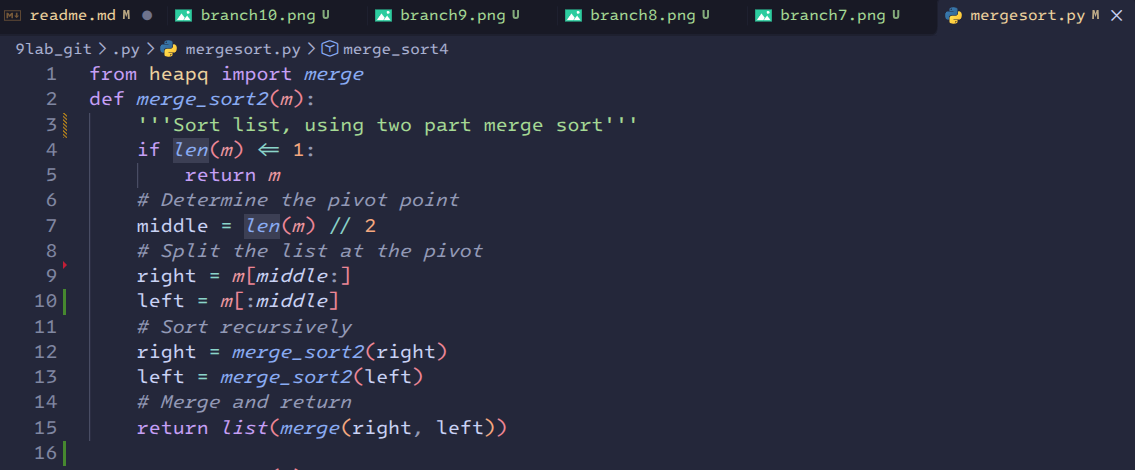 readme.md M branch10.png U branch9.png U branch8.png U branch7.png U mergesort.py M
9lab_git > .py > mergesort.py > merge_sort4
1 from heapq import merge
2 def merge_sort2(m):
3 '''Sort list, using two part merge sort'''
4 if len(m) <= 1:
5 return m
6 # Determine the pivot point
7 middle = len(m) // 2
8 # Split the list at the pivot
9 right = m[middle:]
10 left = m[:middle]
11 # Sort recursively
12 right = merge_sort2(right)
13 left = merge_sort2(left)
14 # Merge and return
15 return list(merge(right, left))
16